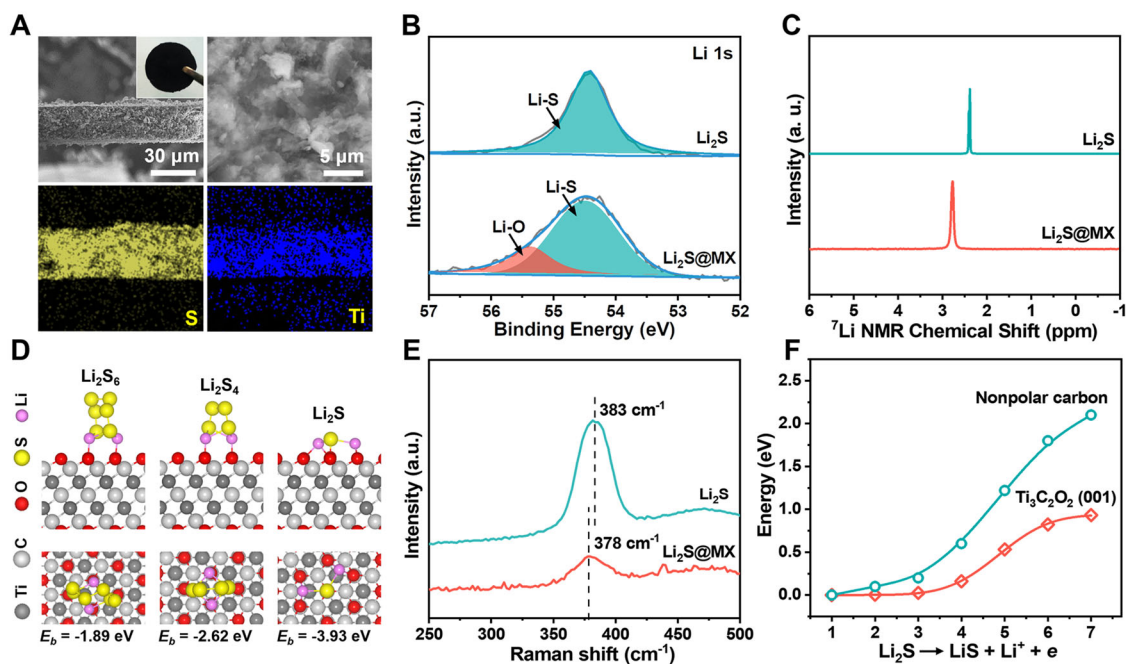 A
30 μm
5 μm
S
Ti
B
Li 1s
Li-S
Li₂S
Li-S
Li-O
Li₂S@MX
Intensity (a.u.)
57 56 55 54 53 52
Binding Energy (eV)
C
Li₂S
Li₂S@MX
Intensity (a. u.)
6 5 4 3 2 1 0 -1
⁷Li NMR Chemical Shift (ppm)
D
Li
S
O
C
Ti
Li₂S₆
Li₂S₄
Li₂S
E_b = -1.89 eV
E_b = -2.62 eV
E_b = -3.93 eV
E
383 cm⁻¹
Li₂S
378 cm⁻¹
Li₂S@MX
Intensity (a.u.)
250 300 350 400 450 500
Raman shift (cm⁻¹)
F
Nonpolar carbon
Ti₃C₂O₂ (001)
Energy (eV)
2.5
2.0
1.5
1.0
0.5
0.0
1 2 3 4 5 6 7
Li₂S → LiS + Li⁺ + e